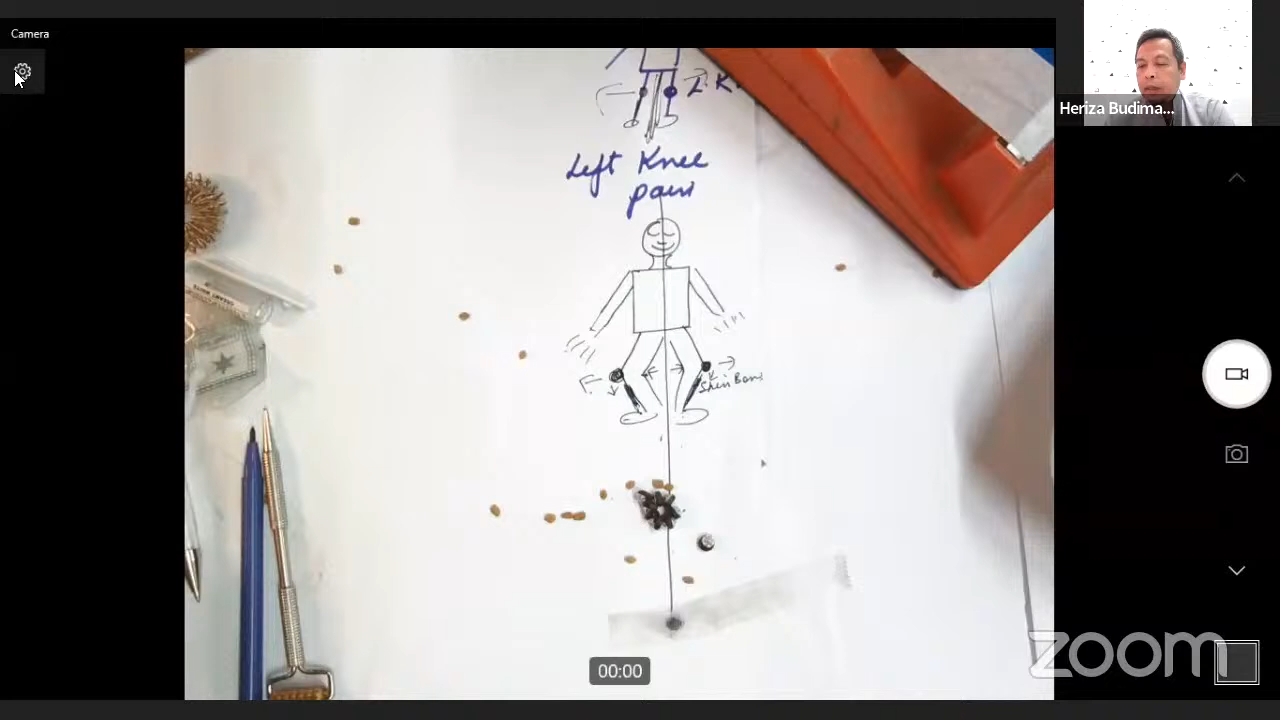 Camera
Heriza Budima...
L. K.
Left Knee
pain
Shin Bone
00:00
zoom